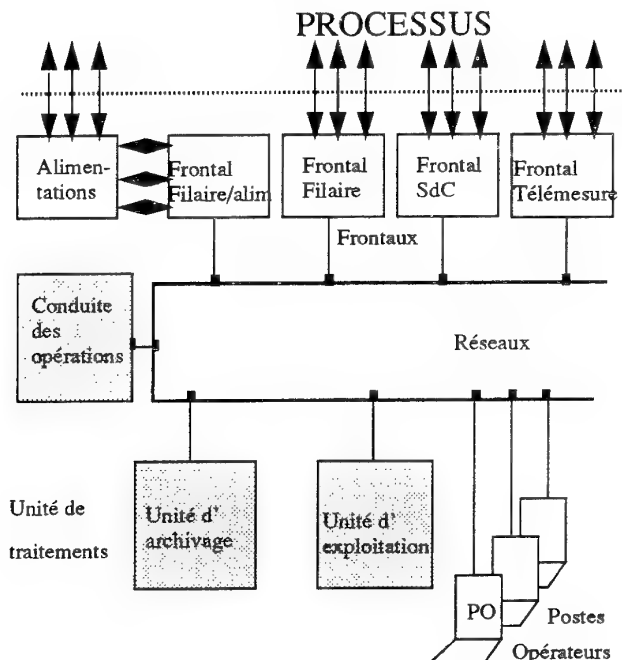 PROCESSUS
Alimen-
tations
Frontal
Filaire/alim
Frontal
Filaire
Frontal
SdC
Frontal
Télémesure
Frontaux
Conduite
des
opérations
Réseaux
Unité de
traitements
Unité d'
archivage
Unité d'
exploitation
PO
Postes
Opérateurs